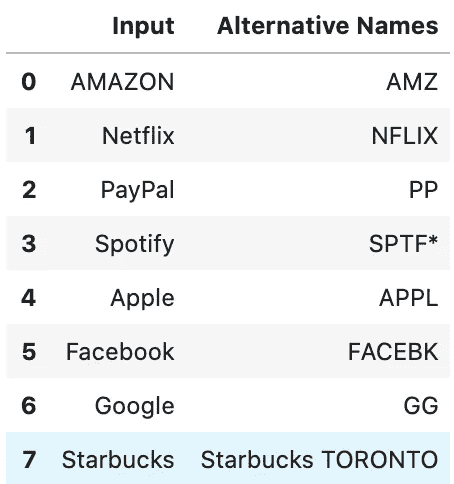 Input Alternative Names
0 AMAZON AMZ
1 Netflix NFLIX
2 PayPal PP
3 Spotify SPTF*
4 Apple APPL
5 Facebook FACEBK
6 Google GG
7 Starbucks Starbucks TORONTO